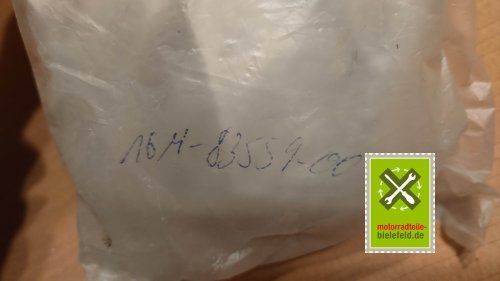 16M-83559-00
motorradteile-
bielefeld.de